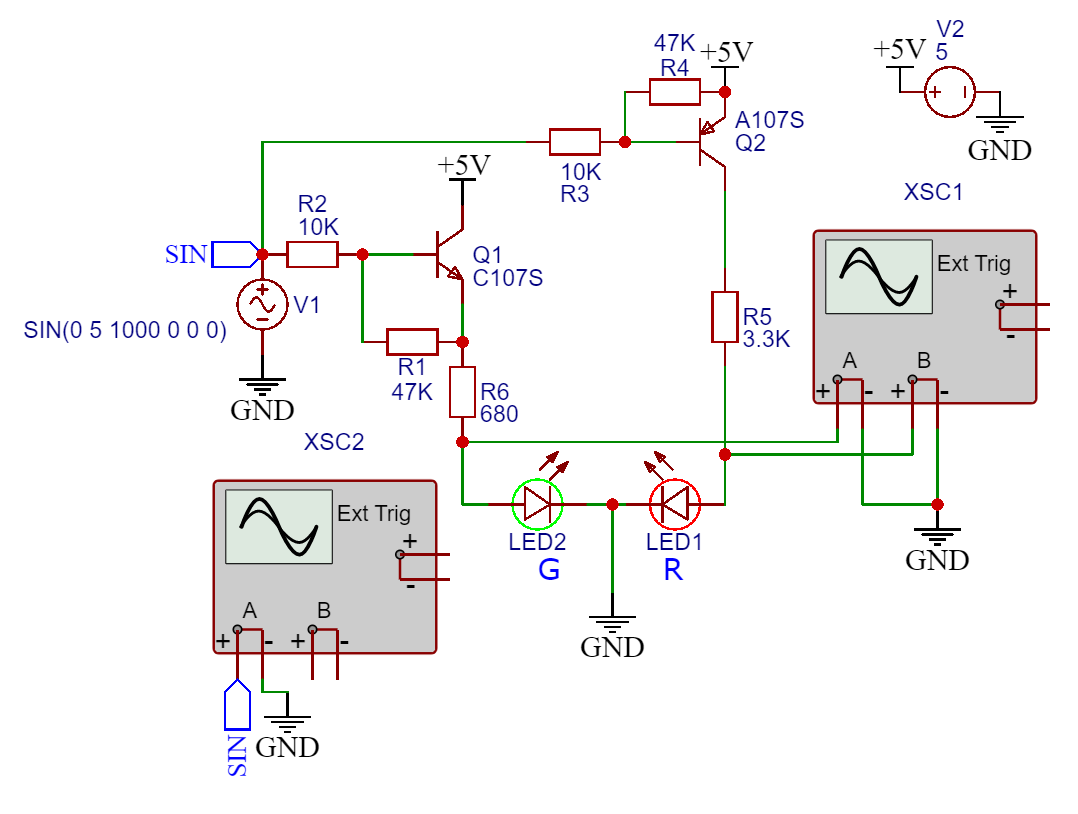 47K
R4
+5V
V2
+5V
5
A107S
Q2
GND
10K
R3
+5V
XSC1
R2
10K
SIN
Q1
C107S
Ext Trig
+
-
V1
SIN(0 5 1000 0 0 0)
R5
3.3K
R1
47K
A
B
+
-
+
-
R6
680
GND
XSC2
Ext Trig
+
-
LED2
LED1
G
R
GND
A
B
+
-
+
-
GND
SIN
GND